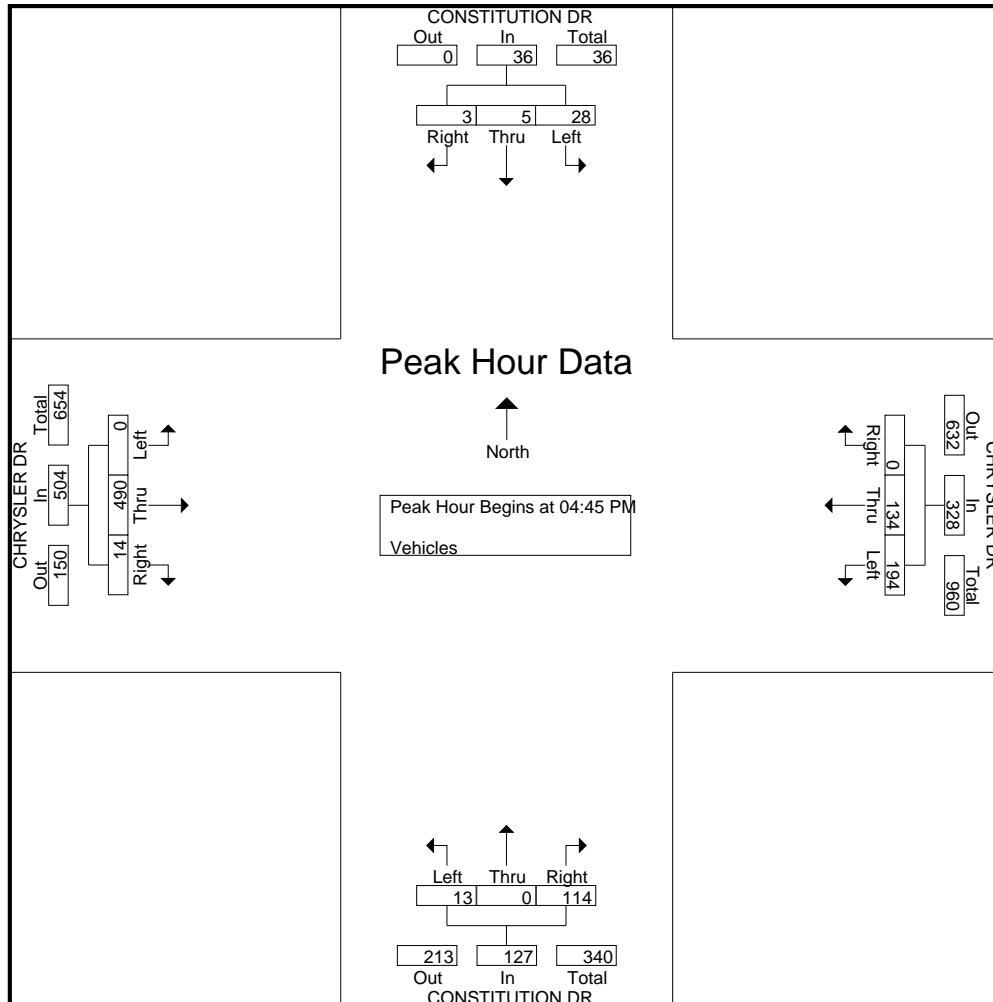 CONSTITUTION DR
Out In Total
0 36 36
3 5 28
Right Thru Left
Peak Hour Data
North
Peak Hour Begins at 04:45 PM
Vehicles
CHRYSLER DR
Out In Total
150 504 654
0 490 14
Left Thru Right
CHRYSLER DR
Out In Total
632 328 960
0 134 194
Right Thru Left
Left Thru Right
13 0 114
213 127 340
Out In Total
CONSTITUTION DR